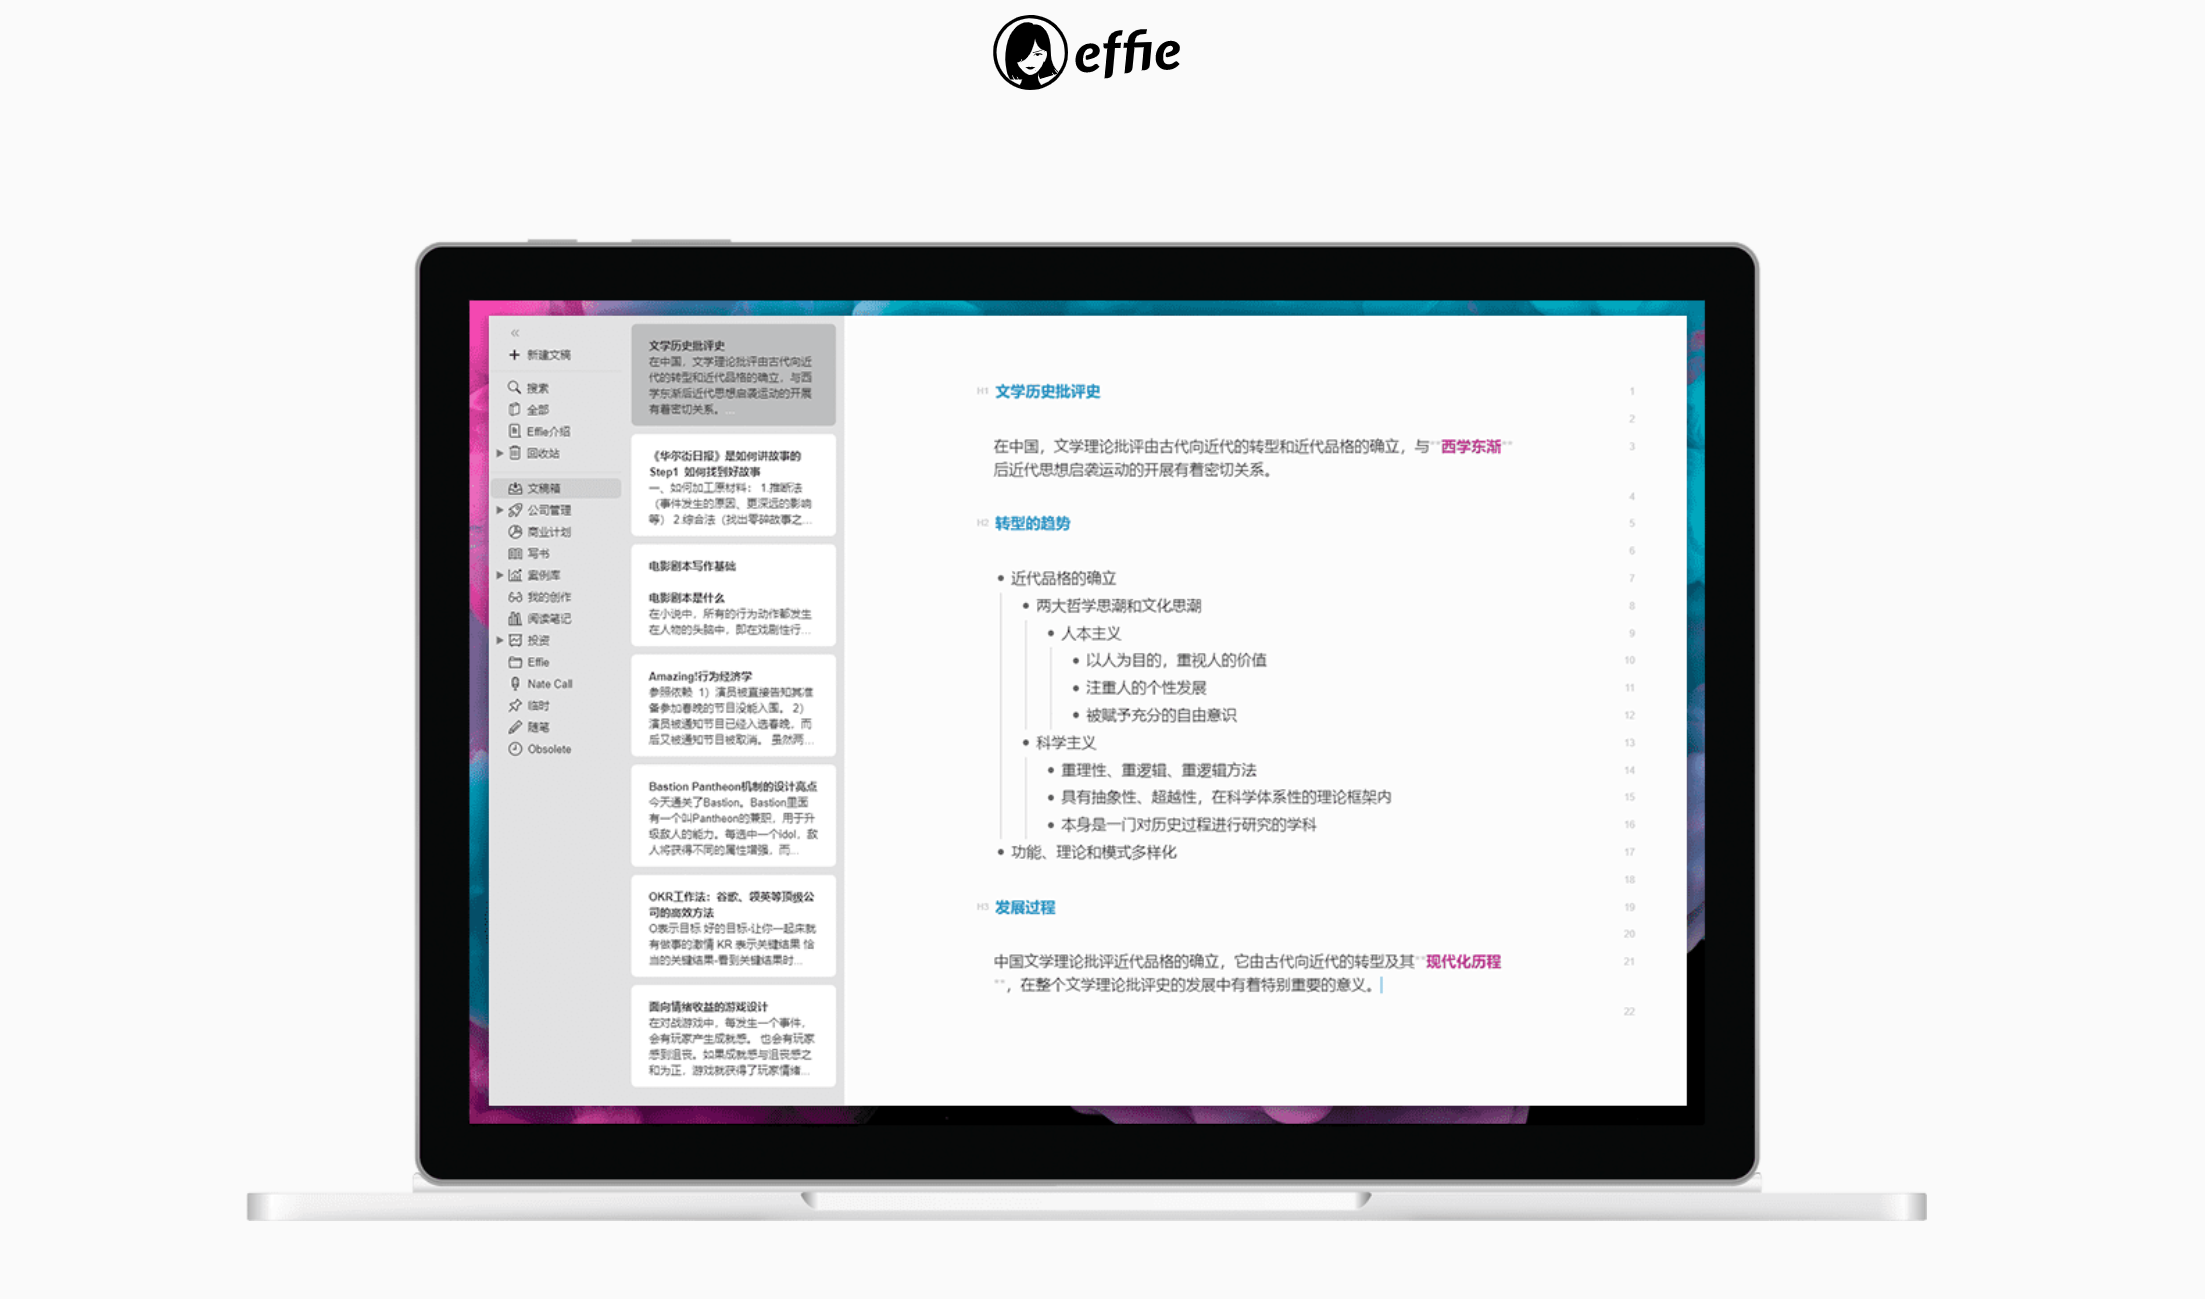 effie
«
新建文稿
搜索
全部
Effie介绍
回收站
文稿箱
公司管理
商业计划
写书
案例库
我的创作
阅读笔记
投资
Effie
Nate Call
临时
随笔
Obsolete
文学历史批评史
在中国，文学理论批评由古代向近
代的转型和近代品格的确立，与西
学东渐后近代思想启袭运动的开展
有着密切关系。...
《华尔街日报》是如何讲故事的
Step1 如何找到好故事
一、如何加工原材料： 1.推断法
（事件发生的原因、更深远的影响
等） 2.综合法（找出零碎故事之...
电影剧本写作基础
电影剧本是什么
在小说中，所有的行为动作都发生
在人物的头脑中，即在戏剧性行...
Amazing!行为经济学
参照依赖 1）演员被直接告知其准
备参加春晚的节目没能入围。 2）
演员被通知节目已经入选春晚，而
后又被通知节目被取消。 虽然两...
Bastion Pantheon机制的设计亮点
今天通关了Bastion。Bastion里面
有一个叫Pantheon的兼职，用于升
级敌人的能力。每选中一个idol，敌
人将获得不同的属性增强，而...
OKR工作法：谷歌、领英等顶级公
司的高效方法
O表示目标 好的目标-让你一起床就
有做事的激情 KR 表示关键结果 恰
当的关键结果-看到关键结果时...
面向情绪收益的游戏设计
在对战游戏中，每发生一个事件，
会有玩家产生成就感。 也会有玩家
感到沮丧。如果成就感与沮丧感之
和为正，游戏就获得了玩家情绪...
H1 文学历史批评史 1
2
在中国，文学理论批评由古代向近代的转型和近代品格的确立，与**西学东渐** 3
后近代思想启袭运动的开展有着密切关系。
4
H2 转型的趋势 5
6
• 近代品格的确立 7
• 两大哲学思潮和文化思潮 8
• 人本主义 9
• 以人为目的，重视人的价值 10
• 注重人的个性发展 11
• 被赋予充分的自由意识 12
• 科学主义 13
• 重理性、重逻辑、重逻辑方法 14
• 具有抽象性、超越性，在科学体系性的理论框架内 15
• 本身是一门对历史过程进行研究的学科 16
• 功能、理论和模式多样化 17
18
H3 发展过程 19
20
中国文学理论批评近代品格的确立，它由古代向近代的转型及其**现代化历程 21
**，在整个文学理论批评史的发展中有着特别重要的意义。
22